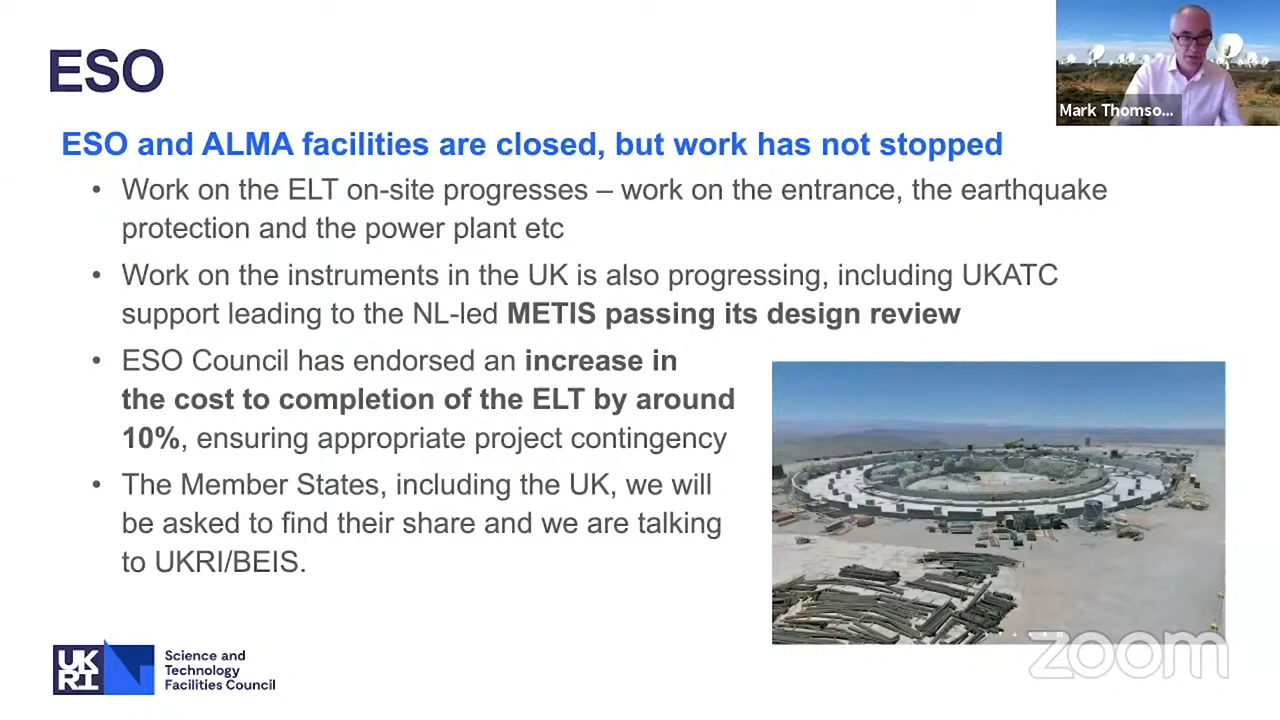 ESO
Mark Thomso...
ESO and ALMA facilities are closed, but work has not stopped
• Work on the ELT on-site progresses – work on the entrance, the earthquake
protection and the power plant etc
• Work on the instruments in the UK is also progressing, including UKATC
support leading to the NL-led METIS passing its design review
• ESO Council has endorsed an increase in
the cost to completion of the ELT by around
10%, ensuring appropriate project contingency
• The Member States, including the UK, we will
be asked to find their share and we are talking
to UKRI/BEIS.
UK
RI
Science and
Technology
Facilities Council
zoom